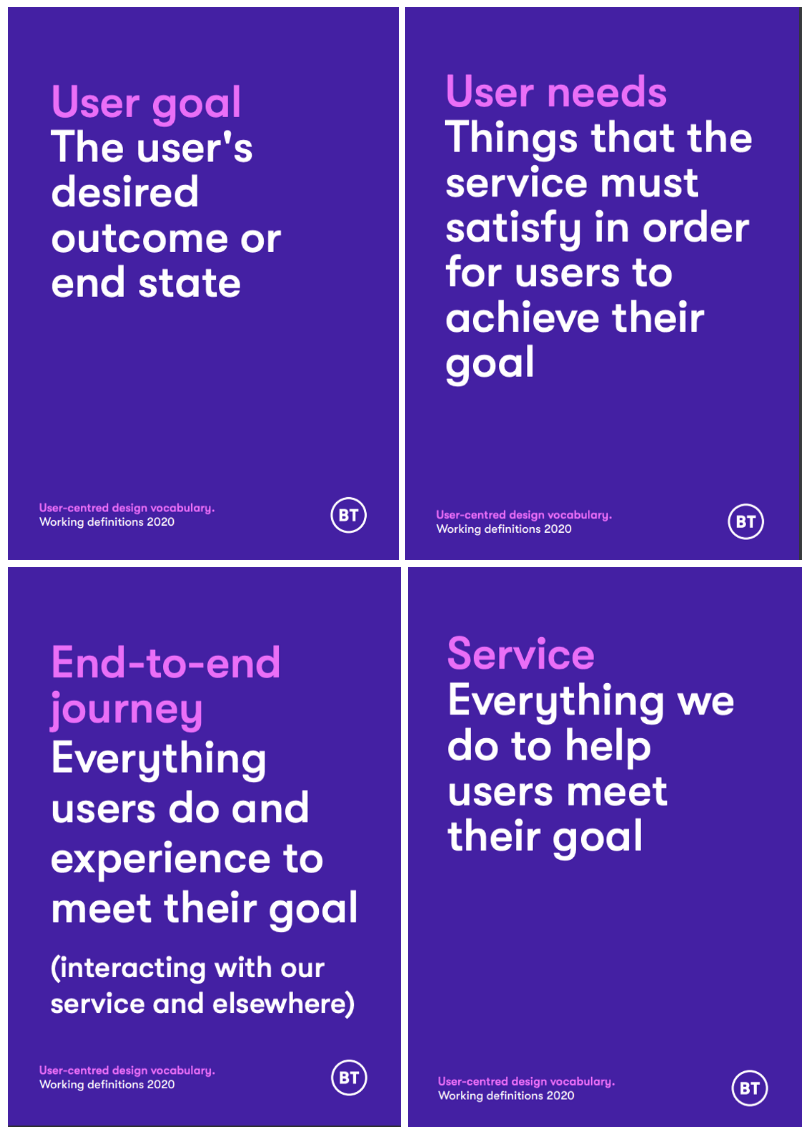 User goal
The user's
desired
outcome or
end state
User-centred design vocabulary.
Working definitions 2020
BT
User needs
Things that the
service must
satisfy in order
for users to
achieve their
goal
User-centred design vocabulary.
Working definitions 2020
BT
End-to-end
journey
Everything
users do and
experience to
meet their goal
(interacting with our
service and elsewhere)
User-centred design vocabulary.
Working definitions 2020
BT
Service
Everything we
do to help
users meet
their goal
User-centred design vocabulary.
Working definitions 2020
BT